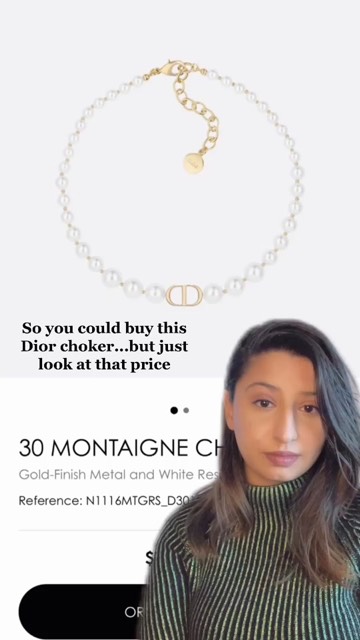 So you could buy this
Dior choker...but just
look at that price
30 MONTAIGNE CH
Gold-Finish Metal and White Res
Reference: N1116MTGRS_D30
$
OR